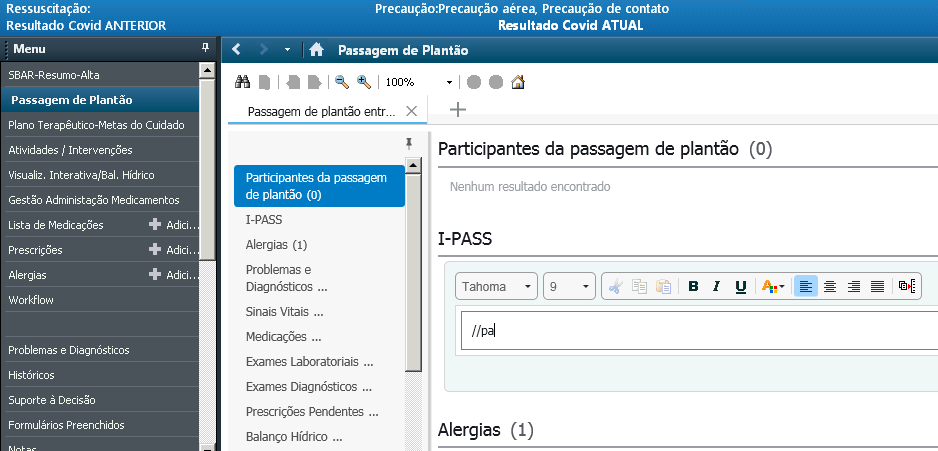 Ressuscitação:
Precaução:Precaução aérea, Precaução de contato
Resultado Covid ANTERIOR
Resultado Covid ATUAL
Menu
Passagem de Plantão
SBAR-Resumo-Alta
Passagem de Plantão
Plano Terapêutico-Metas do Cuidado
Atividades / Intervenções
Visualiz. Interativa/Bal. Hídrico
Gestão Administação Medicamentos
Lista de Medicações
Adici...
Prescrições
Adici...
Alergias
Adici...
Workflow
Problemas e Diagnósticos
Históricos
Suporte à Decisão
Formulários Preenchidos
Notas
100%
Passagem de plantão entr...
Participantes da passagem
de plantão (0)
I-PASS
Alergias (1)
Problemas e
Diagnósticos ...
Sinais Vitais ...
Medicações ...
Exames Laboratoriais ...
Exames Diagnósticos ...
Prescrições Pendentes ...
Balanço Hídrico ...
Participantes da passagem de plantão (0)
Nenhum resultado encontrado
I-PASS
Tahoma
9
B I U A
//pa
Alergias (1)